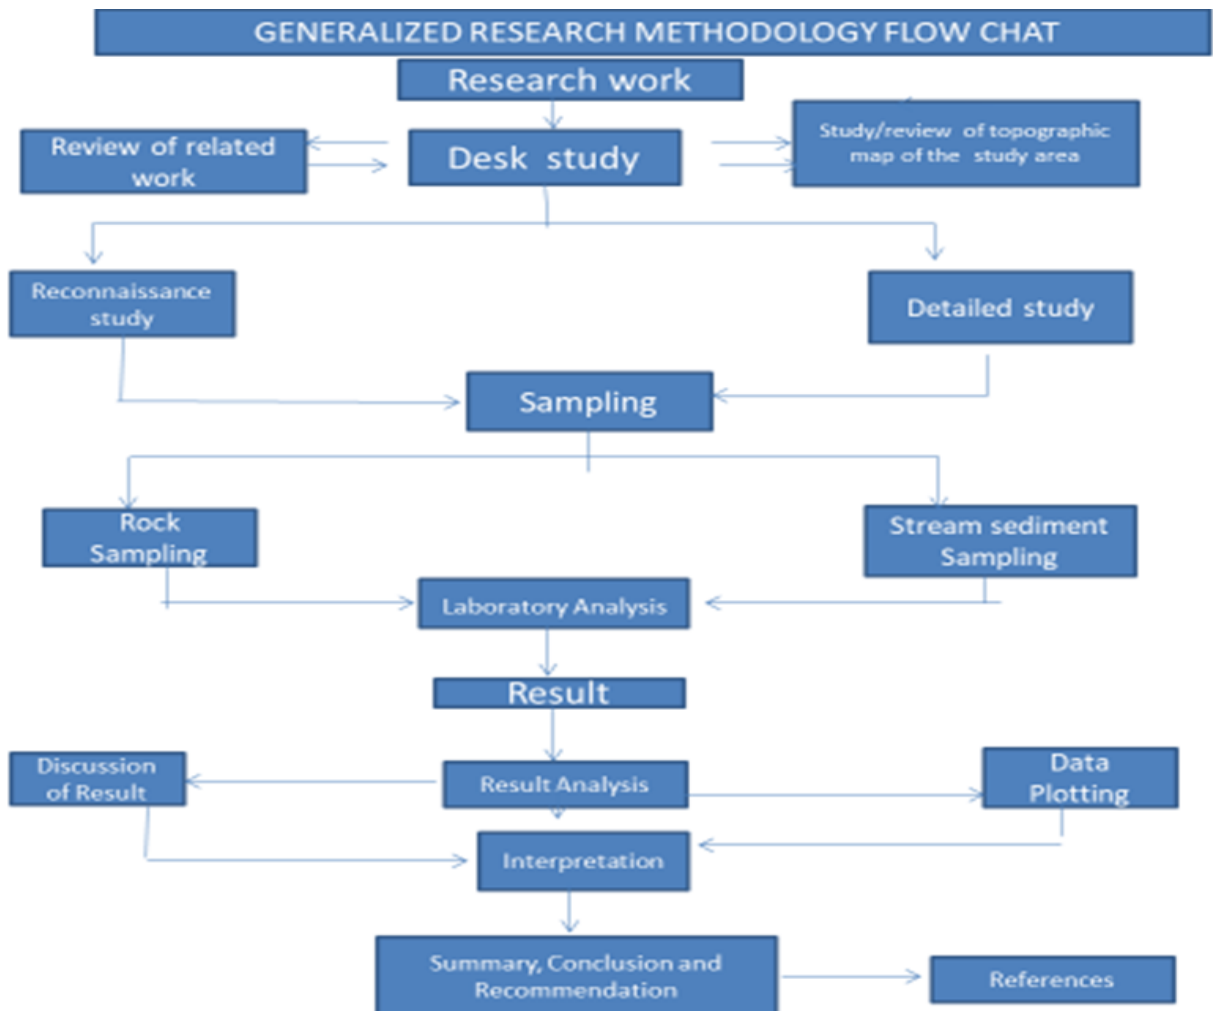 GENERALIZED RESEARCH METHODOLOGY FLOW CHAT
Research work
Review of related
work
Desk study
Study/review of topographic
map of the study area
Reconnaissance
study
Detailed study
Sampling
Rock
Sampling
Stream sediment
Sampling
Laboratory Analysis
Result
Discussion
of Result
Result Analysis
Data
Plotting
Interpretation
Summary, Conclusion and
Recommendation
References